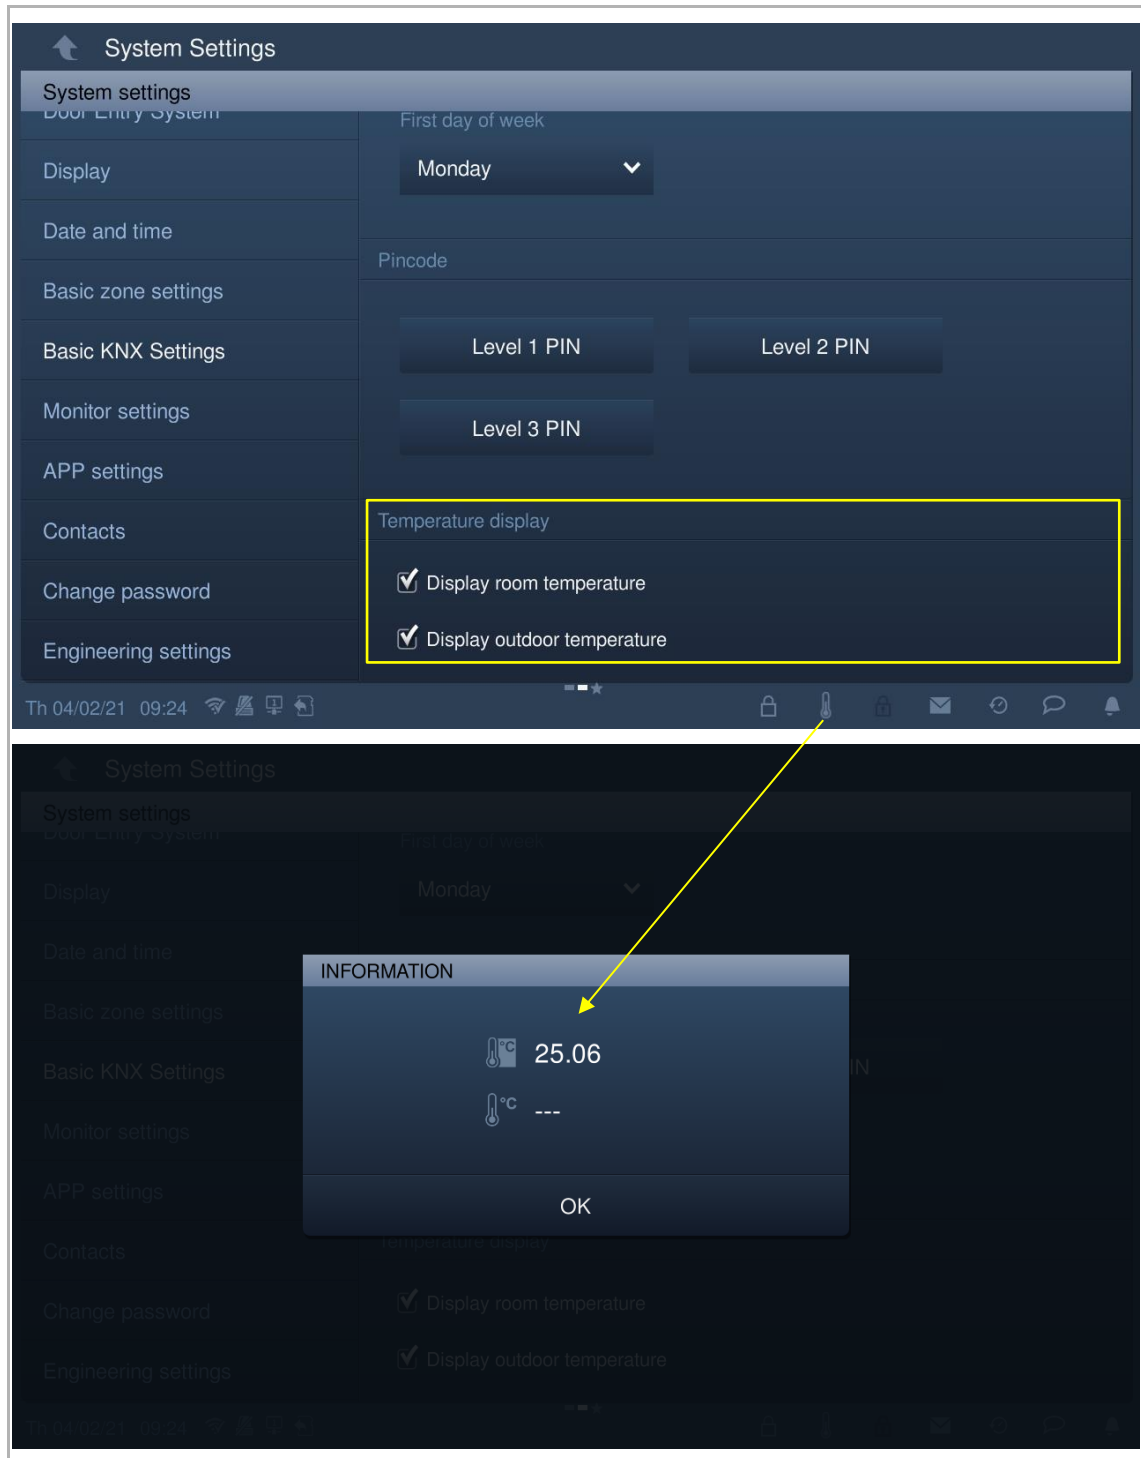 System Settings
System settings
Door Entry System
First day of week
Display
Monday
Date and time
Pincode
Basic zone settings
Basic KNX Settings
Level 1 PIN
Level 2 PIN
Monitor settings
Level 3 PIN
APP settings
Temperature display
Contacts
Display room temperature
Change password
Display outdoor temperature
Engineering settings
Th 04/02/21 09:24
System Settings
System settings
Door Entry System
First day of week
Display
Monday
Date and time
INFORMATION
Basic zone settings
°C 25.06
Basic KNX Settings
IN
°C ---
Monitor settings
APP settings
OK
Temperature display
Contacts
Display room temperature
Change password
Display outdoor temperature
Engineering settings
Th 04/02/21 09:24